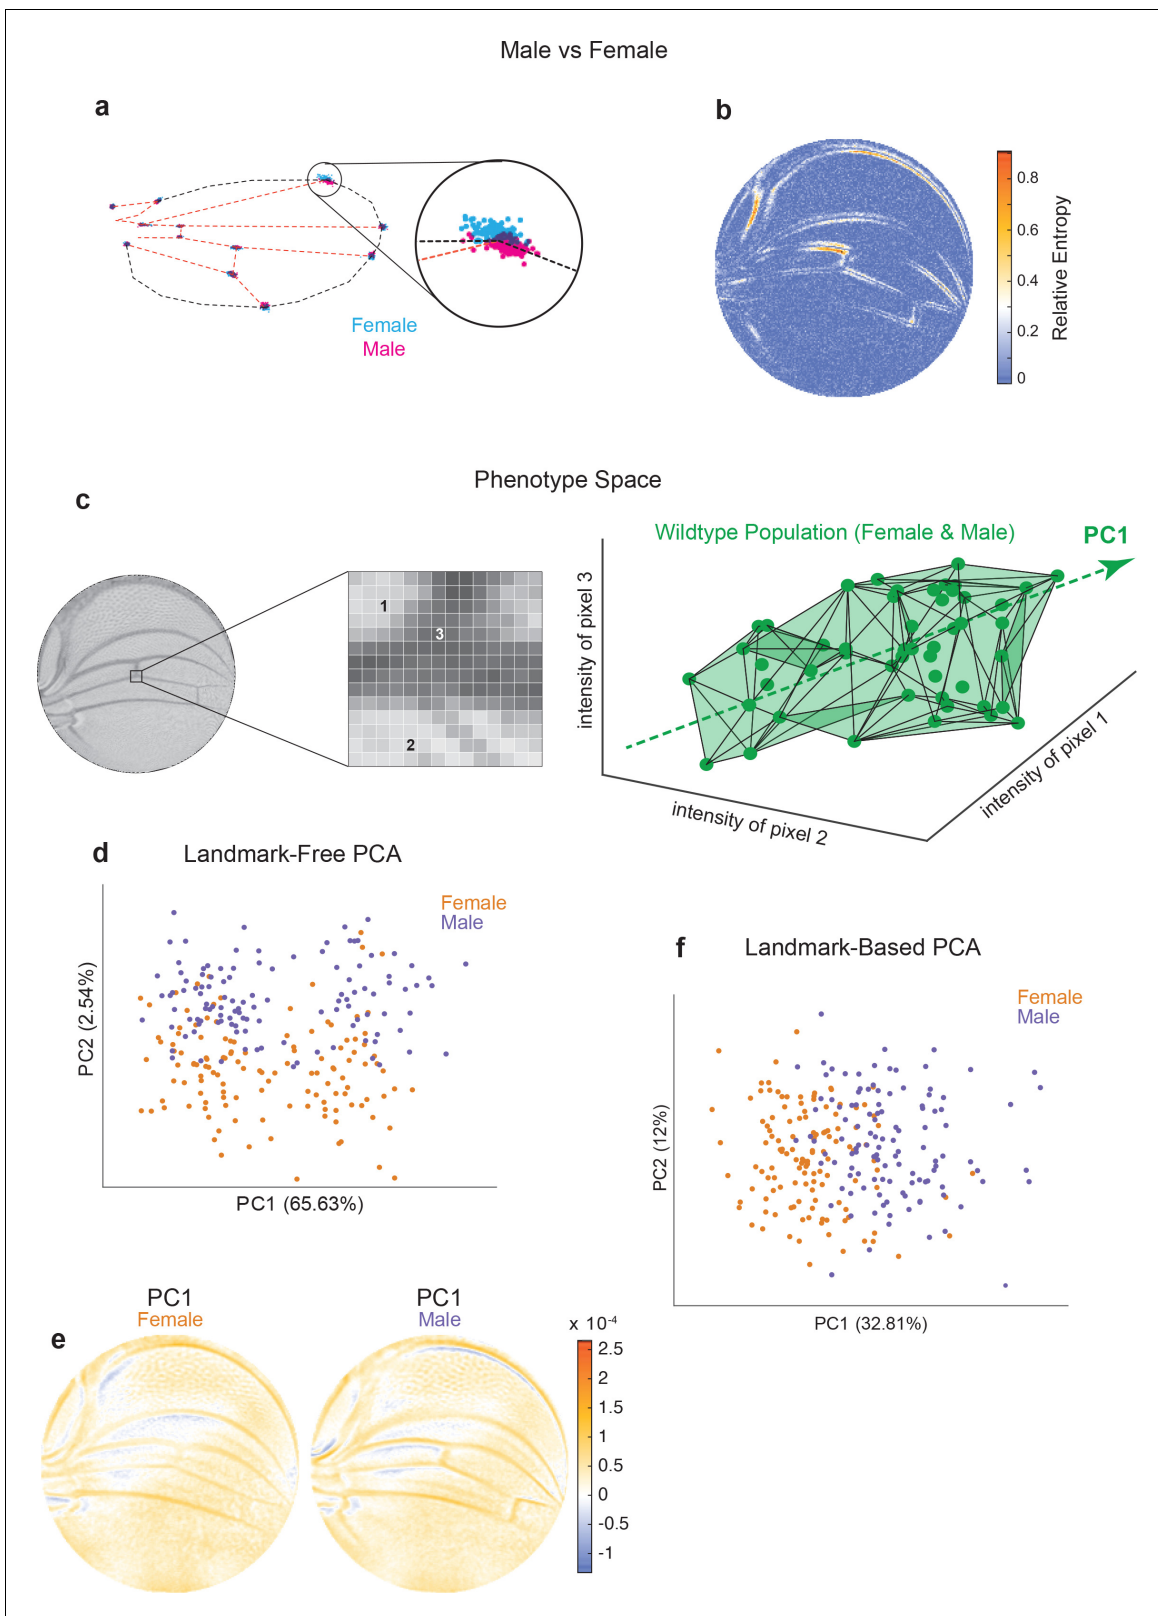 Male vs Female
a
b
Female
Male
0.8
0.6
0.4
0.2
0
Relative Entropy
Phenotype Space
c
1
3
2
Wildtype Population (Female & Male)
PC1
intensity of pixel 3
intensity of pixel 2
intensity of pixel 1
d
Landmark-Free PCA
Female
Male
PC2 (2.54%)
PC1 (65.63%)
f
Landmark-Based PCA
Female
Male
PC2 (12%)
PC1 (32.81%)
e
PC1
Female
PC1
Male
x 10⁻⁴
2.5
2
1.5
1
0.5
0
-0.5
-1